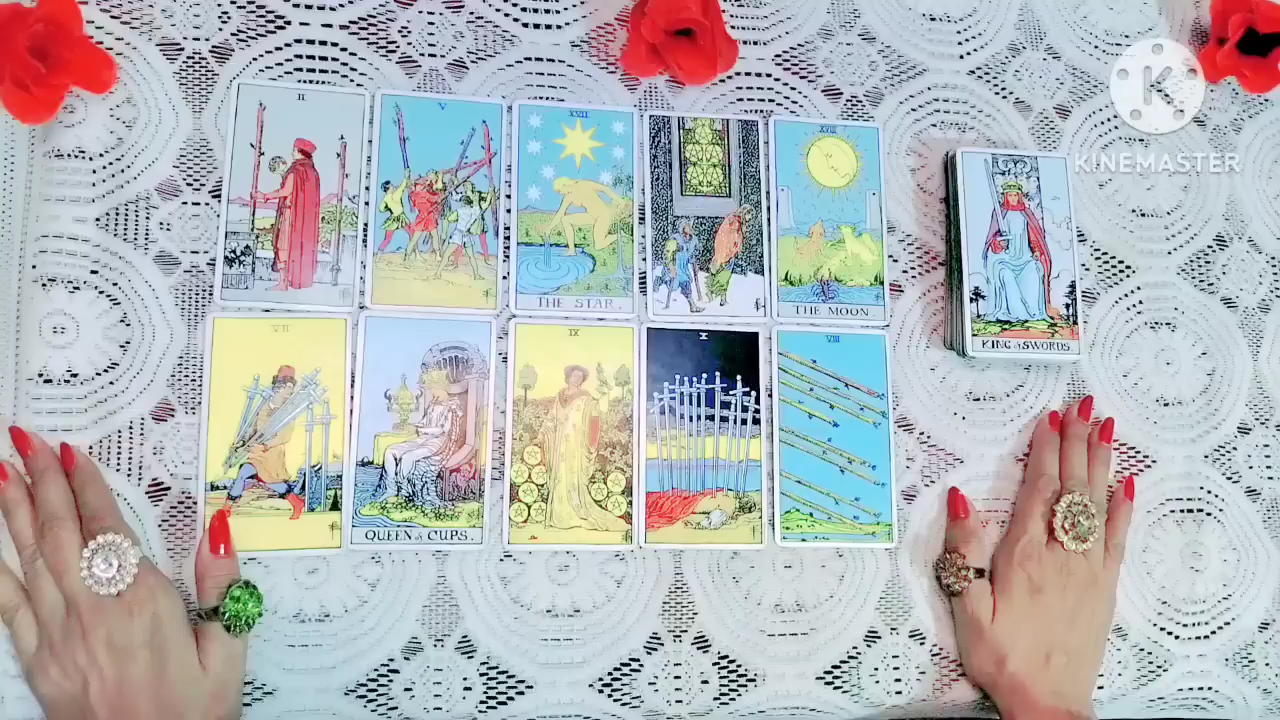 II
V
XVII
XVIII
THE STAR
THE MOON
K
KINEMASTER
KING of SWORDS.
VII
IX
X
VIII
QUEEN of CUPS.